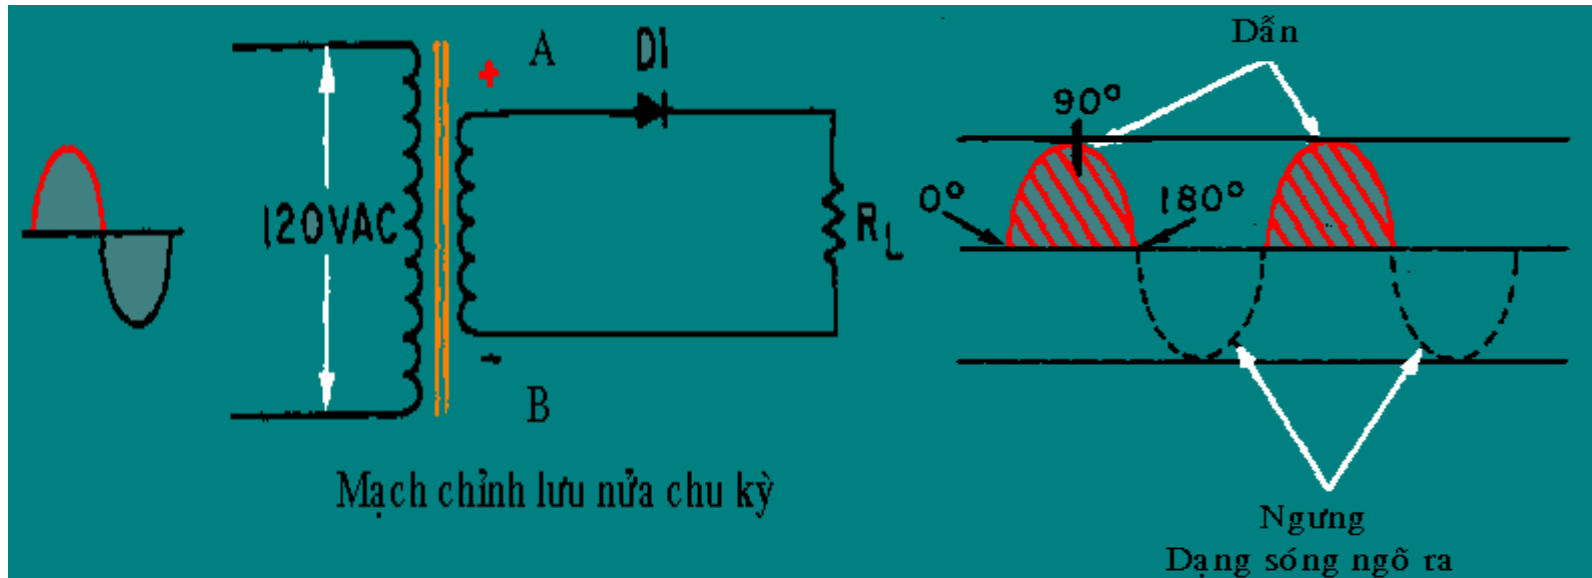 A
D1
+
120VAC
R L
-
B
Mạch chỉnh lưu nửa chu kỳ
Dẫn
90°
0°
180°
Ngưng
Dạng sóng ngõ ra